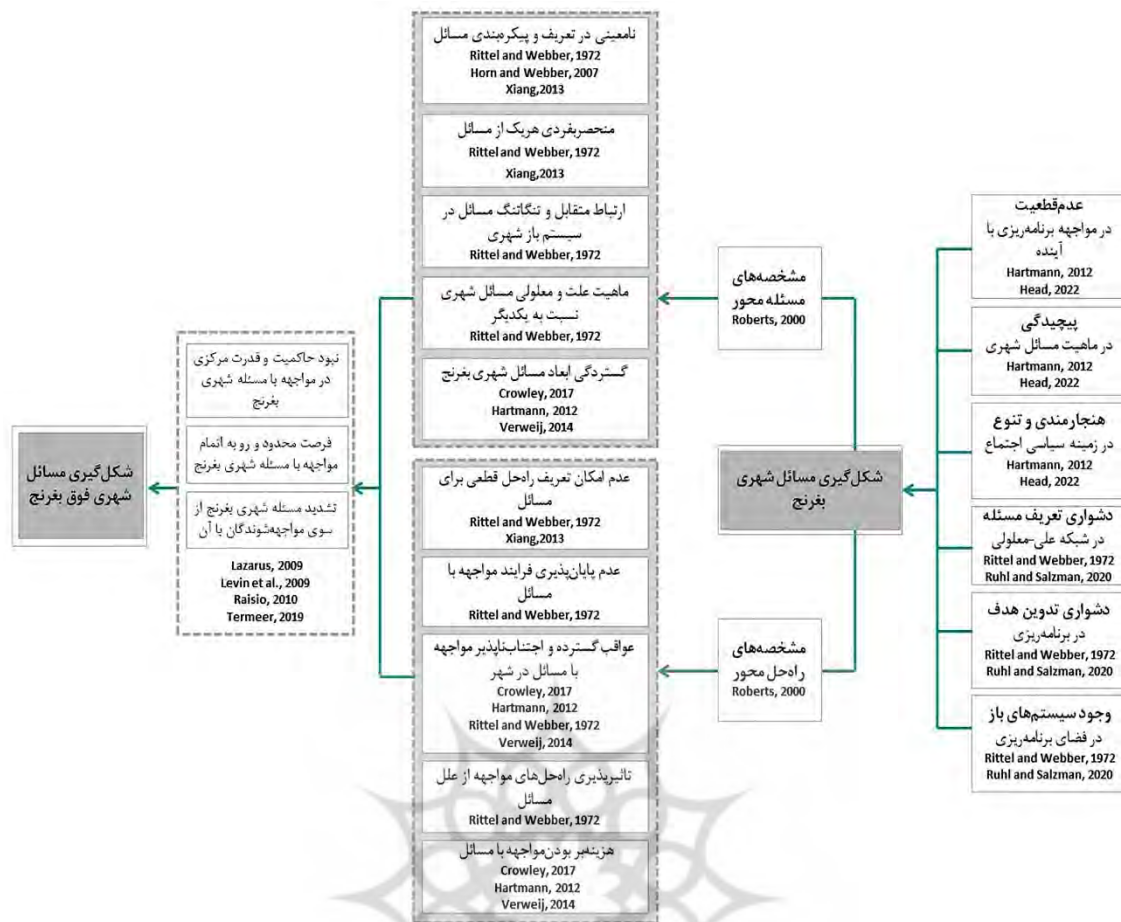 عدم‌قطعیت
در مواجهه برنامه‌ریزی با
آینده
Hartmann, 2012
Head, 2022
پیچیدگی
در ماهیت مسائل شهری
Hartmann, 2012
Head, 2022
هنجارمندی و تنوع
در زمینه سیاسی اجتماع
Hartmann, 2012
Head, 2022
دشواری تعریف مسئله
در شبکه علی-معلولی
Rittel and Webber, 1972
Ruhl and Salzman, 2020
دشواری تدوین هدف
در برنامه‌ریزی
Rittel and Webber, 1972
Ruhl and Salzman, 2020
وجود سیستم‌های باز
در فضای برنامه‌ریزی
Rittel and Webber, 1972
Ruhl and Salzman, 2020
شکل‌گیری مسائل شهری
بغرنج
مشخصه‌های
مسئله محور
Roberts, 2000
مشخصه‌های
راه‌حل محور
Roberts, 2000
نامعینی در تعریف و پیکره‌بندی مسائل
Rittel and Webber, 1972
Horn and Webber, 2007
Xiang,2013
منحصربفردی هریک از مسائل
Rittel and Webber, 1972
Xiang,2013
ارتباط متقابل و تنگاتنگ مسائل در
سیستم باز شهری
Rittel and Webber, 1972
ماهیت علت و معلولی مسائل شهری
نسبت به یکدیگر
Rittel and Webber, 1972
گستردگی ابعاد مسائل شهری بغرنج
Crowley, 2017
Hartmann, 2012
Verweij, 2014
عدم امکان تعریف راه‌حل قطعی برای
مسائل
Rittel and Webber, 1972
Xiang,2013
عدم پایان‌پذیری فرایند مواجهه با
مسائل
Rittel and Webber, 1972
عواقب گسترده و اجتناب‌ناپذیر مواجهه
با مسائل در شهر
Crowley, 2017
Hartmann, 2012
Rittel and Webber, 1972
Verweij, 2014
تاثیرپذیری راه‌حل‌های مواجهه از علل
مسائل
Rittel and Webber, 1972
هزینه‌بر بودن‌مواجهه با مسائل
Crowley, 2017
Hartmann, 2012
Verweij, 2014
نبود حاکمیت و قدرت مرکزی
در مواجهه با مسئله شهری
بغرنج
فرصت محدود و رو به اتمام
مواجهه با مسئله شهری بغرنج
تشدید مسئله شهری بغرنج از
سوی مواجهه‌شوندگان با آن
Lazarus, 2009
Levin et al., 2009
Raisio, 2010
Termeer, 2019
شکل‌گیری مسائل
شهری فوق بغرنج